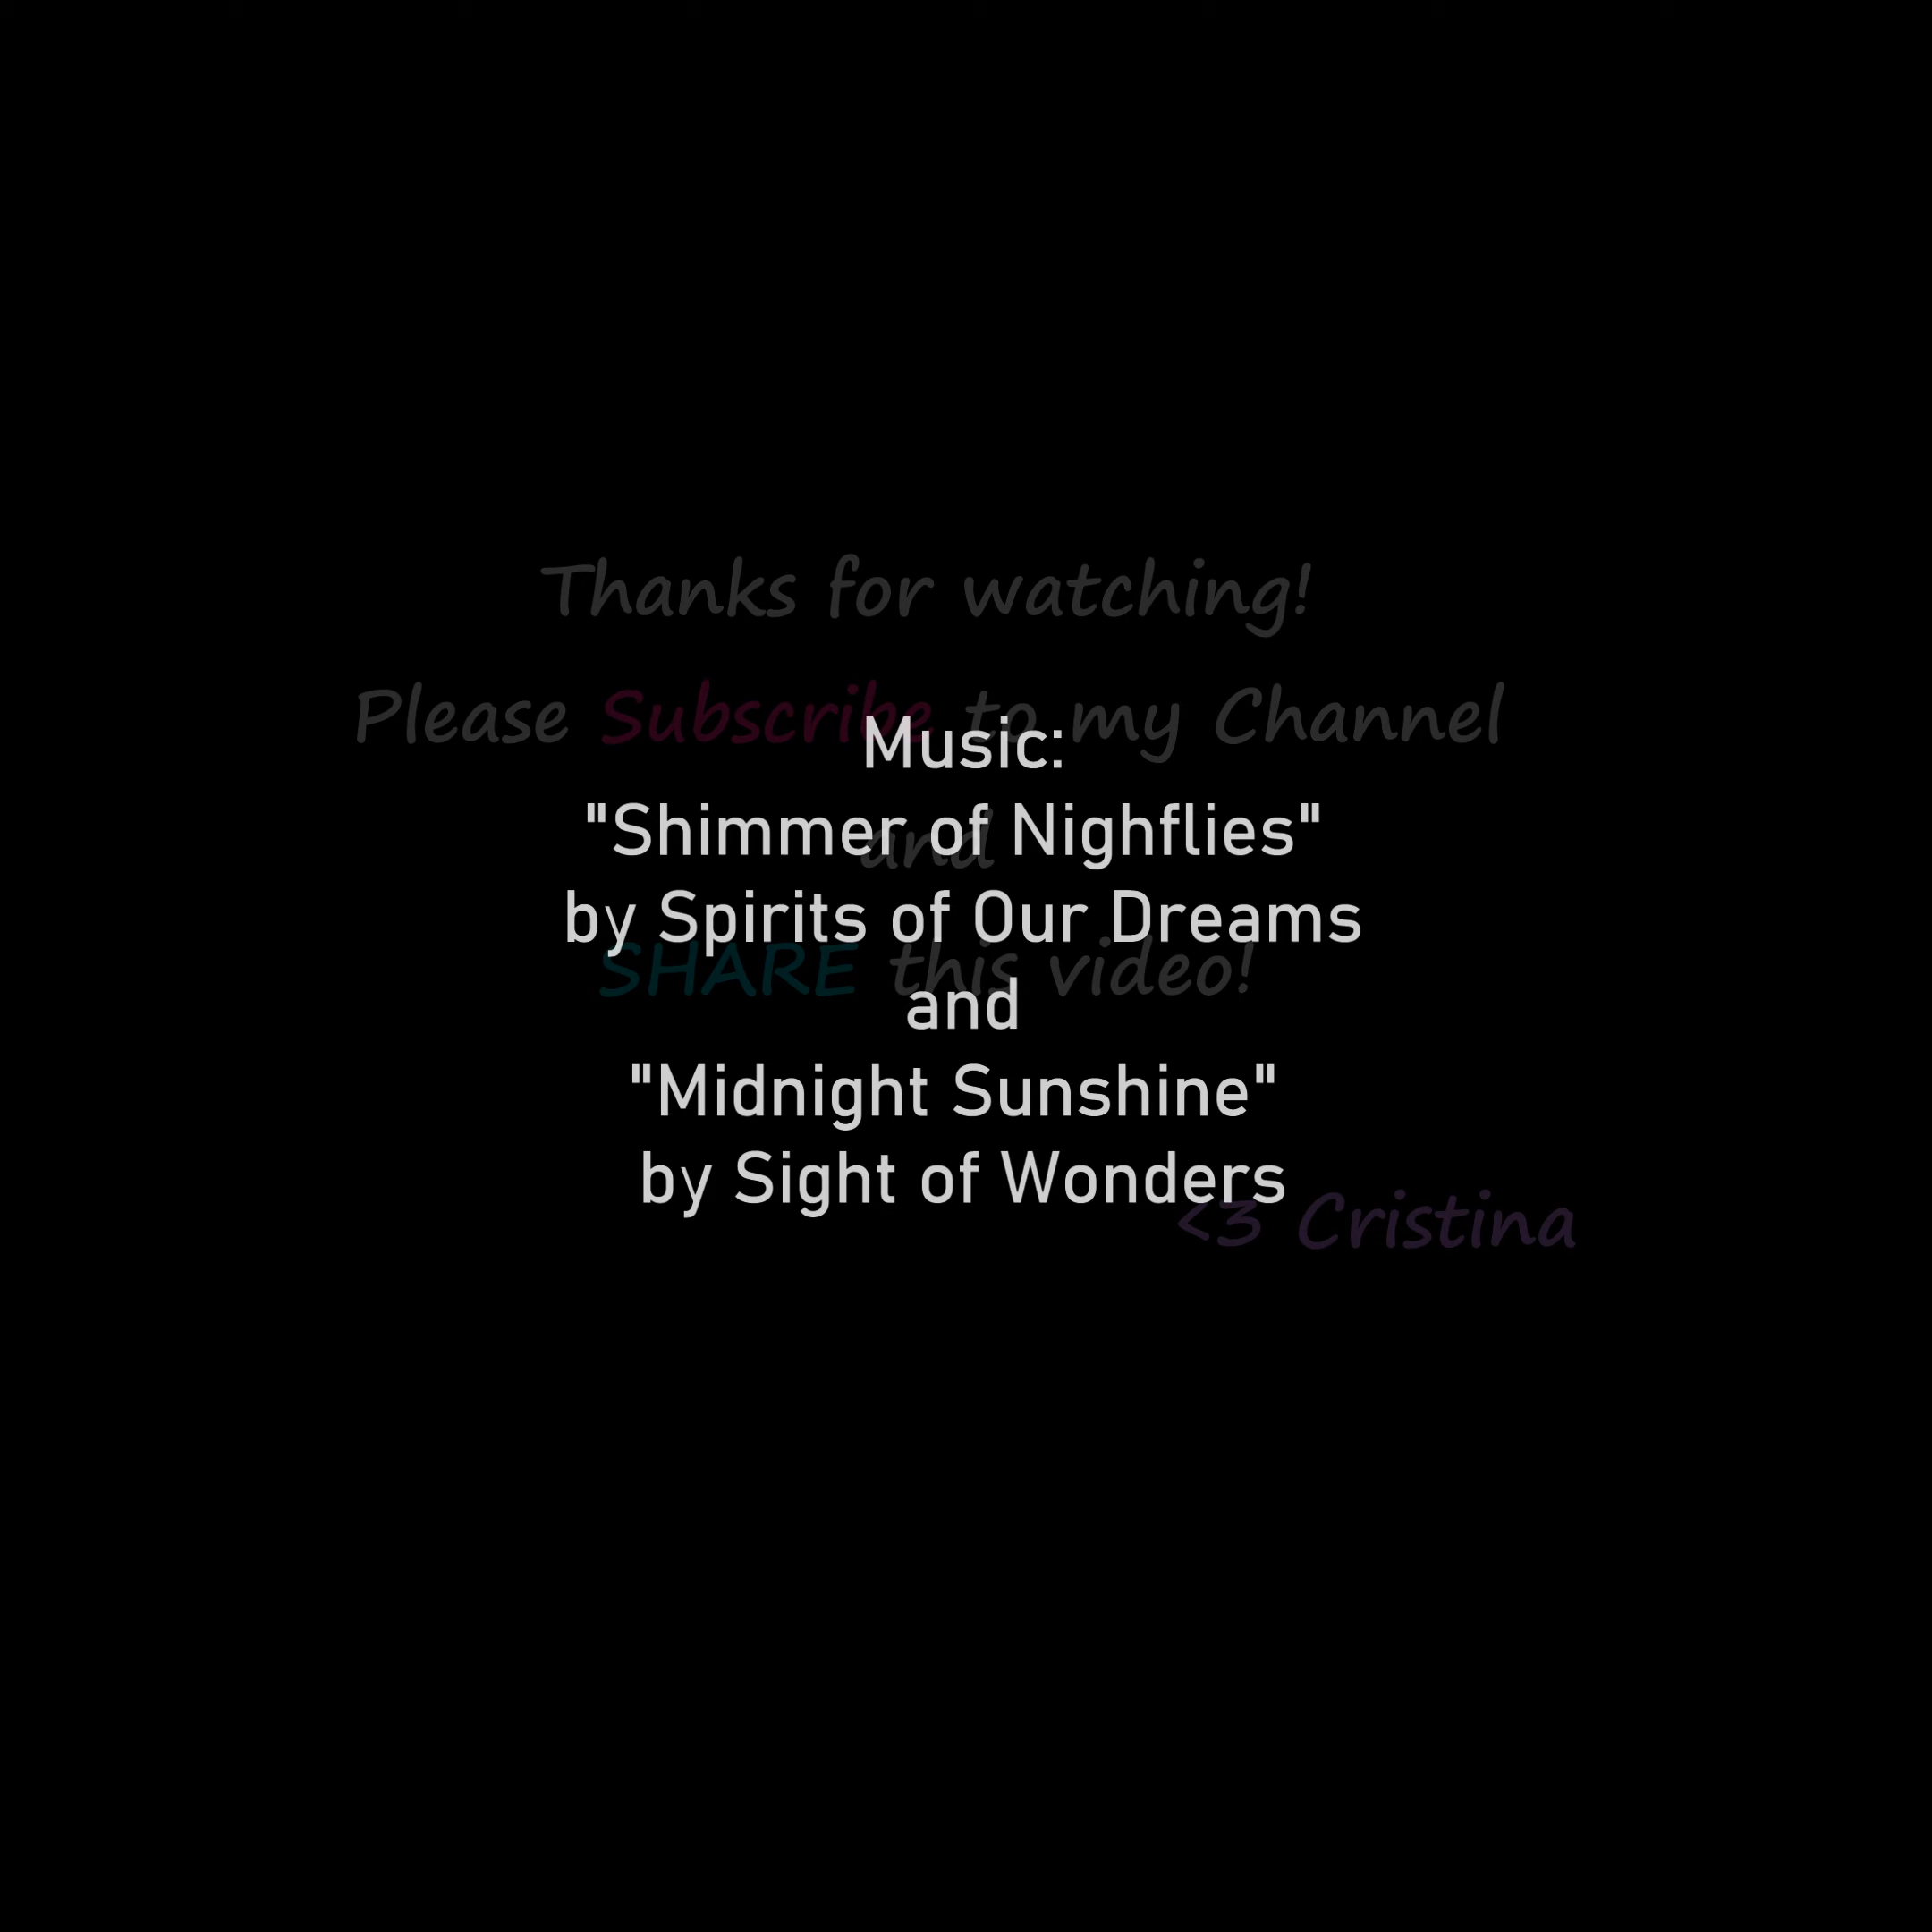 Thanks for watching!
Please Subscribe to my Channel
and
SHARE this video!
<3 Cristina
Music:
"Shimmer of Nighflies"
by Spirits of Our Dreams
and
"Midnight Sunshine"
by Sight of Wonders